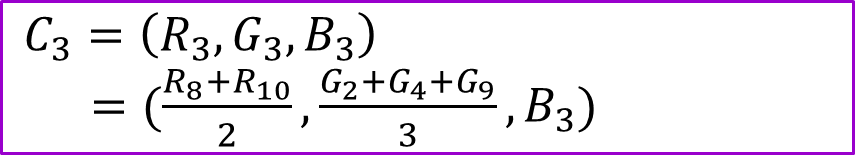 C₃ = (R₃, G₃, B₃)
= ((R₈+R₁₀)/2, (G₂+G₄+G₉)/3, B₃)